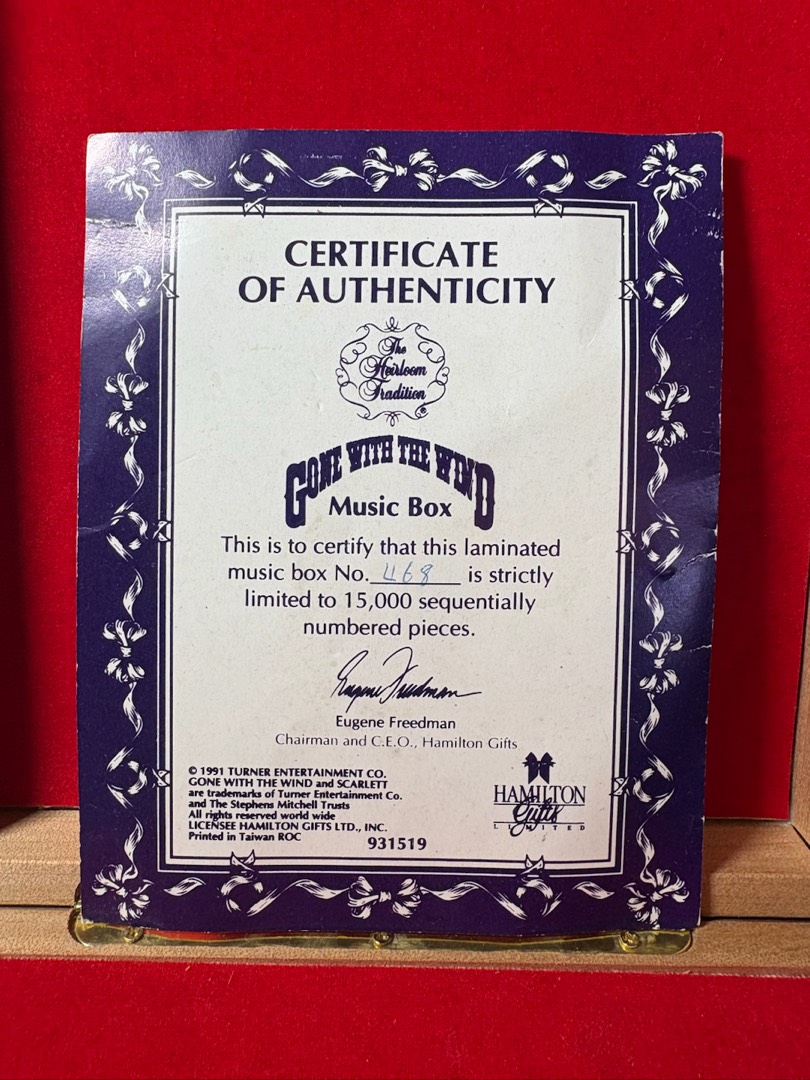 CERTIFICATE
OF AUTHENTICITY
The
Heirloom
Tradition®
GONE WITH THE WIND
Music Box
This is to certify that this laminated
music box No. 468 is strictly
limited to 15,000 sequentially
numbered pieces.
Eugene Freedman
Eugene Freedman
Chairman and C.E.O., Hamilton Gifts
© 1991 TURNER ENTERTAINMENT CO.
GONE WITH THE WIND and SCARLETT
are trademarks of Turner Entertainment Co.
and The Stephens Mitchell Trusts
All rights reserved world wide
LICENSEE HAMILTON GIFTS LTD., INC.
Printed in Taiwan ROC
931519
HAMILTON
Gifts
LIMITED